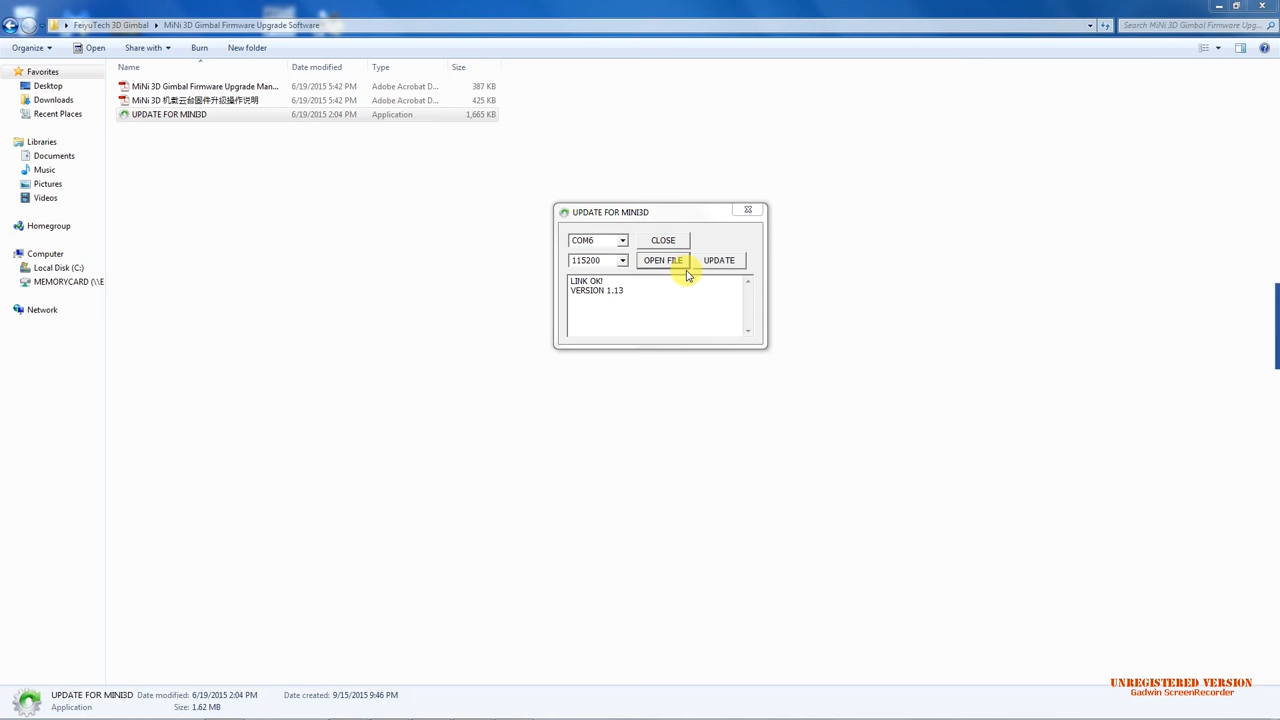 FeiyuTech 3D Gimbal ▸ MiNi 3D Gimbal Firmware Upgrade Software
Search MiNi 3D Gimbal Firmware Upg...
Organize Open Share with Burn New folder
Name Date modified Type Size
Favorites
Desktop
Downloads
Recent Places
Libraries
Documents
Music
Pictures
Videos
Homegroup
Computer
Local Disk (C:)
MEMORYCARD (\\E
Network
MiNi 3D Gimbal Firmware Upgrade Man... 6/19/2015 5:42 PM Adobe Acrobat D... 387 KB
MiNi 3D 机载云台固件升级操作说明 6/19/2015 5:42 PM Adobe Acrobat D... 425 KB
UPDATE FOR MINI3D 6/19/2015 2:04 PM Application 1,665 KB
UPDATE FOR MINI3D
COM6 CLOSE
115200 OPEN FILE UPDATE
LINK OK!
VERSION 1.13
UPDATE FOR MINI3D Date modified: 6/19/2015 2:04 PM Date created: 9/15/2015 9:46 PM
Application Size: 1.62 MB
UNREGISTERED VERSION
Gadwin ScreenRecorder